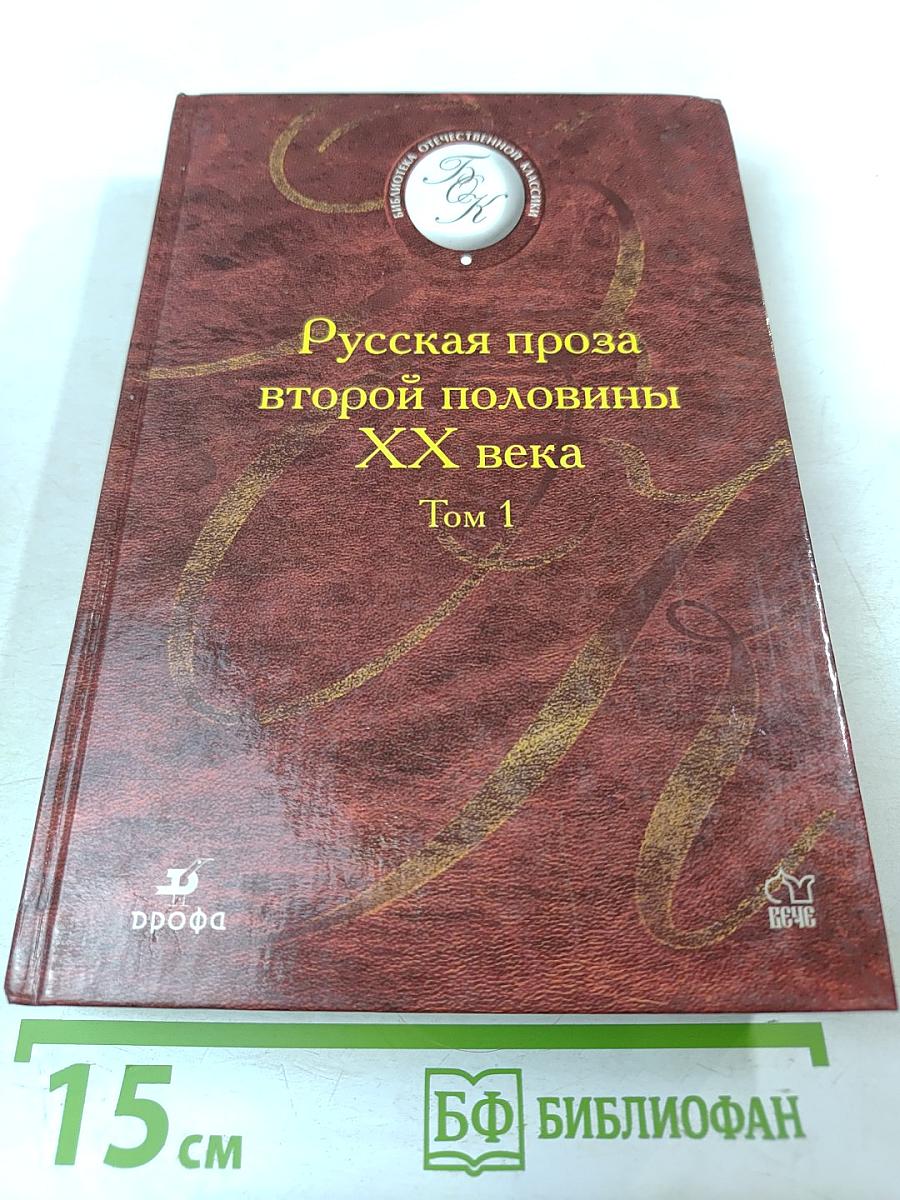 БИБЛИОТЕКА ОТЕЧЕСТВЕННОЙ КЛАССИКИ
БОК
Русская проза
второй половины
XX века
Том 1
дрофа
ВЕЧЕ
15 см
БФ БИБЛИОФАН